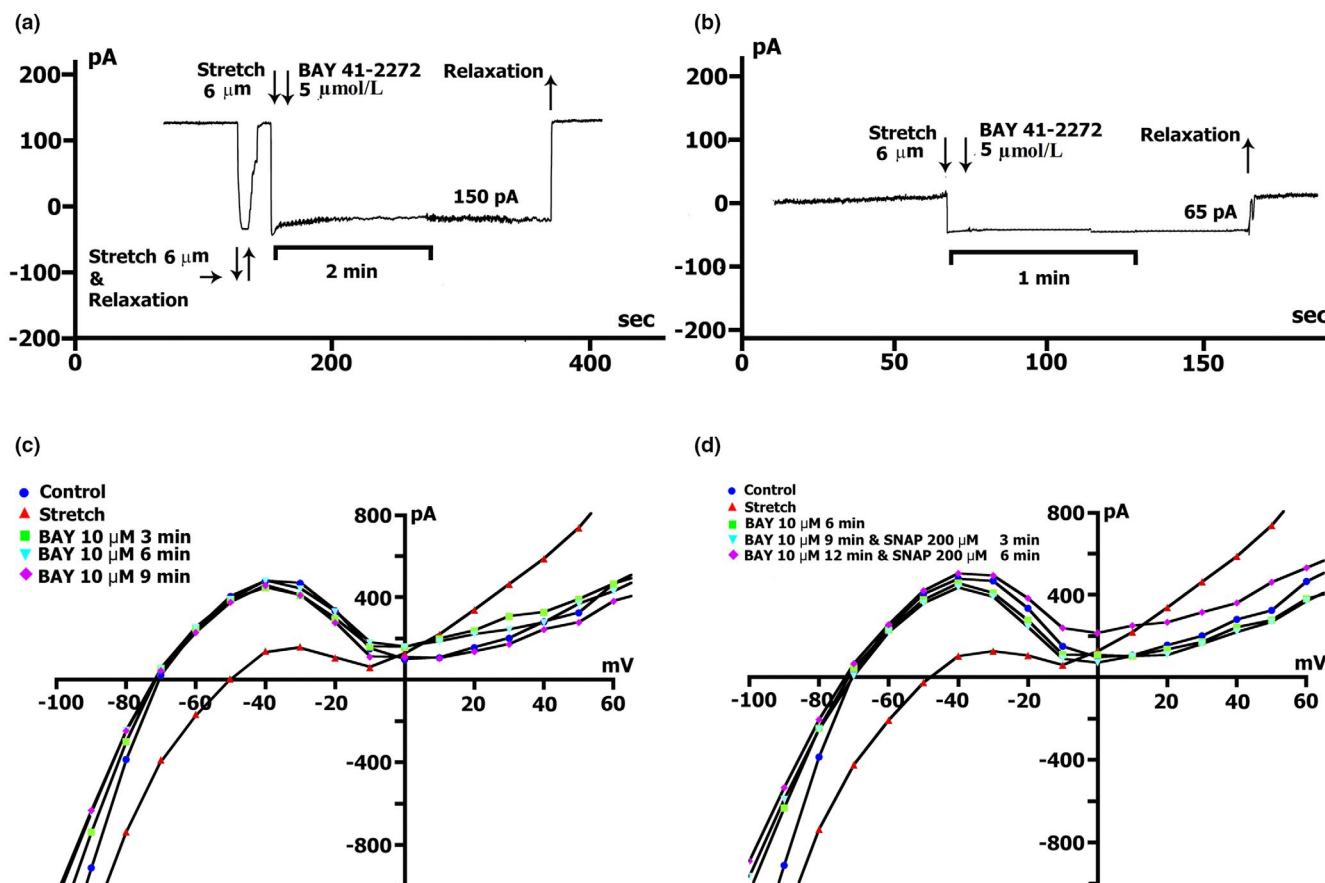 (a)
pA
200
100
0
-100
-200
Stretch
6 μm
BAY 41-2272
5 μmol/L
Relaxation
150 pA
Stretch 6 μm
&
Relaxation
2 min
sec
0
200
400
(b)
pA
200
100
0
-100
-200
Stretch
6 μm
BAY 41-2272
5 μmol/L
Relaxation
65 pA
1 min
sec
0
50
100
150
(c)
Control
Stretch
BAY 10 μM 3 min
BAY 10 μM 6 min
BAY 10 μM 9 min
800
pA
400
mV
-100
-80
-60
-40
-20
20
40
60
-400
-800
(d)
Control
Stretch
BAY 10 μM 6 min
BAY 10 μM 9 min & SNAP 200 μM 3 min
BAY 10 μM 12 min & SNAP 200 μM 6 min
800
pA
400
mV
-100
-80
-60
-40
-20
20
40
60
-400
-800